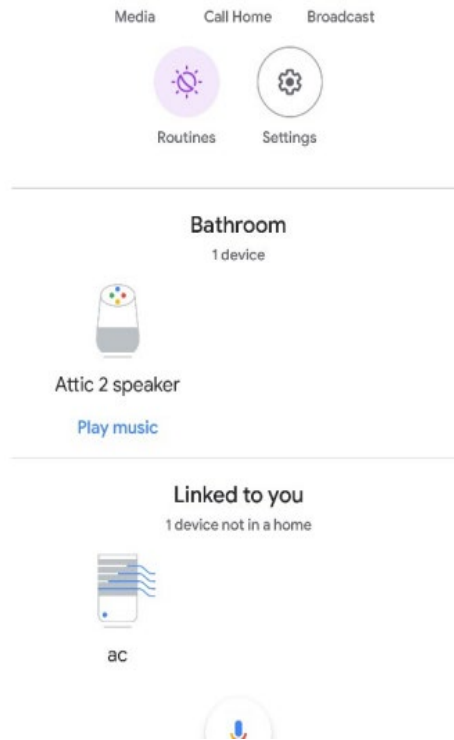 Media Call Home Broadcast
Routines Settings
Bathroom
1 device
Attic 2 speaker
Play music
Linked to you
1 device not in a home
ac